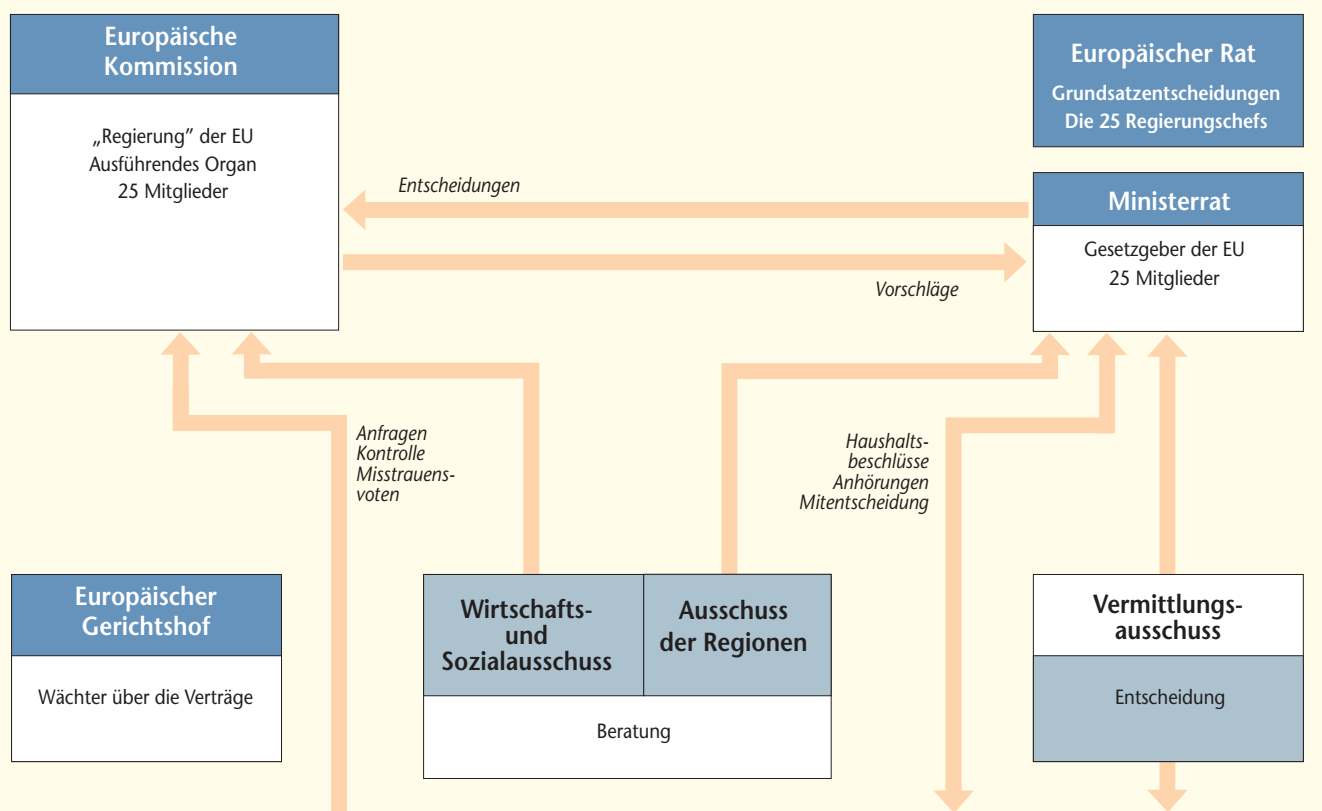 Europäische
Kommission
„Regierung” der EU
Ausführendes Organ
25 Mitglieder
Europäischer Rat
Grundsatzentscheidungen
Die 25 Regierungschefs
Entscheidungen
Ministerrat
Gesetzgeber der EU
25 Mitglieder
Vorschläge
Anfragen
Kontrolle
Misstrauens-
voten
Haushalts-
beschlüsse
Anhörungen
Mitentscheidung
Europäischer
Gerichtshof
Wächter über die Verträge
Wirtschafts-
und
Sozialausschuss
Ausschuss
der Regionen
Beratung
Vermittlungs-
ausschuss
Entscheidung